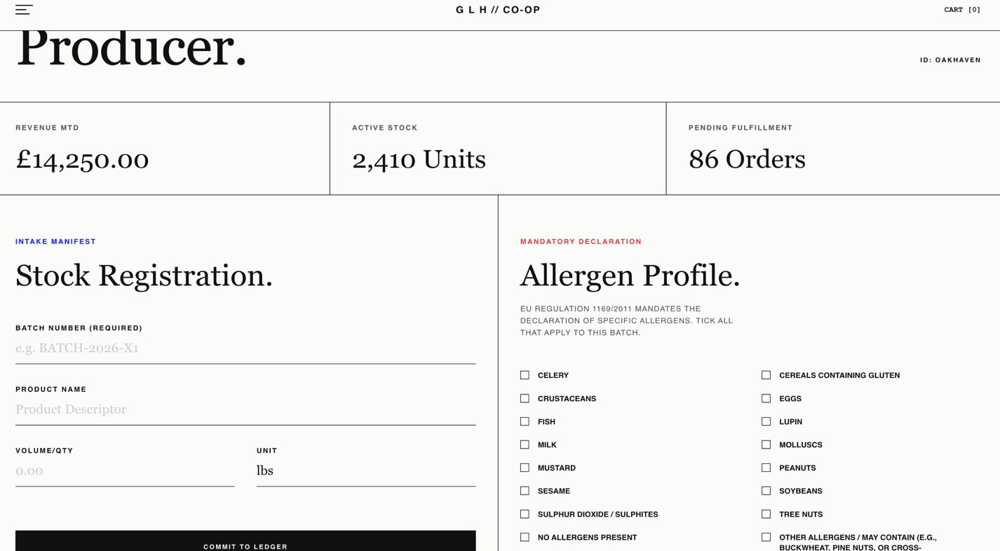 G L H // CO-OP
CART [0]
Producer.
ID: OAKHAVEN
REVENUE MTD
£14,250.00
ACTIVE STOCK
2,410 Units
PENDING FULFILLMENT
86 Orders
INTAKE MANIFEST
Stock Registration.
BATCH NUMBER (REQUIRED)
e.g. BATCH-2026-X1
PRODUCT NAME
Product Descriptor
VOLUME/QTY
0.00
UNIT
lbs
COMMIT TO LEDGER
MANDATORY DECLARATION
Allergen Profile.
EU REGULATION 1169/2011 MANDATES THE
DECLARATION OF SPECIFIC ALLERGENS. TICK ALL
THAT APPLY TO THIS BATCH.
CELERY
CEREALS CONTAINING GLUTEN
CRUSTACEANS
EGGS
FISH
LUPIN
MILK
MOLLUSCS
MUSTARD
PEANUTS
SESAME
SOYBEANS
SULPHUR DIOXIDE / SULPHITES
TREE NUTS
NO ALLERGENS PRESENT
OTHER ALLERGENS / MAY CONTAIN (E.G.,
BUCKWHEAT, PINE NUTS, OR CROSS-